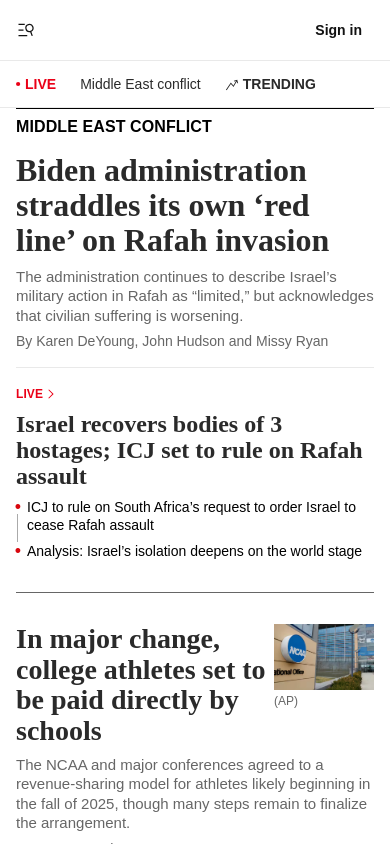 Sign in
LIVE Middle East conflict TRENDING
MIDDLE EAST CONFLICT
Biden administration
straddles its own ‘red
line’ on Rafah invasion
The administration continues to describe Israel’s
military action in Rafah as “limited,” but acknowledges
that civilian suffering is worsening.
By Karen DeYoung, John Hudson and Missy Ryan
LIVE
Israel recovers bodies of 3
hostages; ICJ set to rule on Rafah
assault
ICJ to rule on South Africa’s request to order Israel to
cease Rafah assault
Analysis: Israel’s isolation deepens on the world stage
In major change,
college athletes set to
be paid directly by
schools
NCAA
National Office
(AP)
The NCAA and major conferences agreed to a
revenue-sharing model for athletes likely beginning in
the fall of 2025, though many steps remain to finalize
the arrangement.